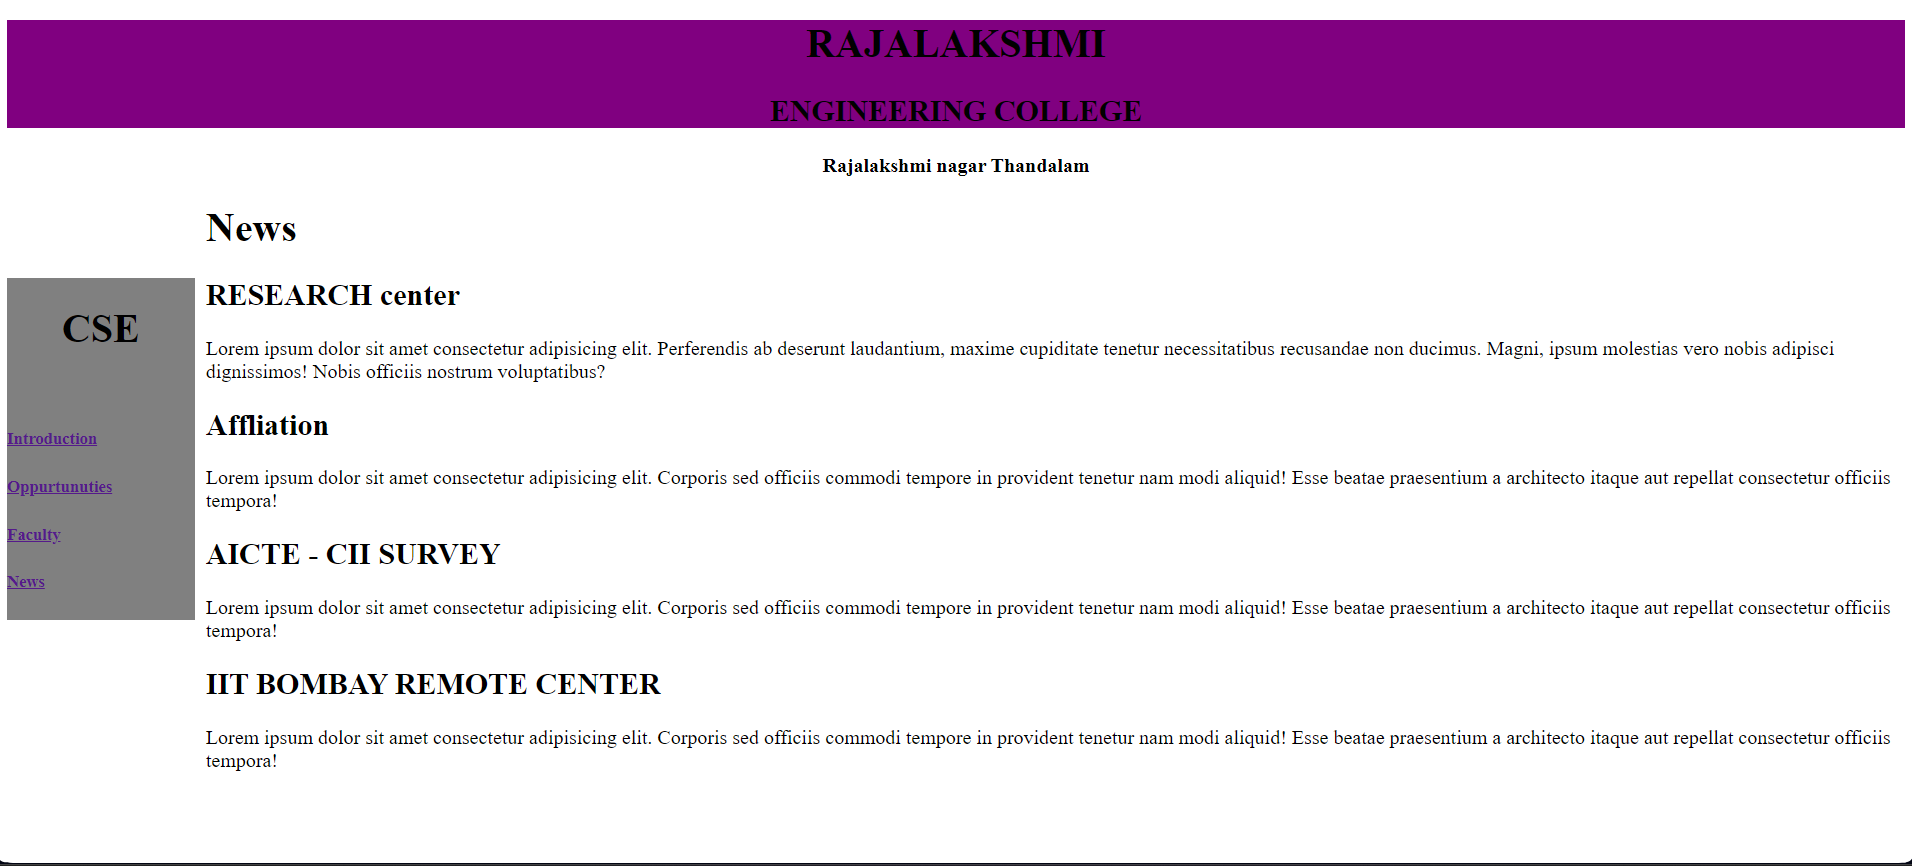 RAJALAKSHMI
ENGINEERING COLLEGE
Rajalakshmi nagar Thandalam
CSE
Introduction
Oppurtunuties
Faculty
News
News
RESEARCH center
Lorem ipsum dolor sit amet consectetur adipisicing elit. Perferendis ab deserunt laudantium, maxime cupiditate tenetur necessitatibus recusandae non ducimus. Magni, ipsum molestias vero nobis adipisci
dignissimos! Nobis officiis nostrum voluptatibus?
Affliation
Lorem ipsum dolor sit amet consectetur adipisicing elit. Corporis sed officiis commodi tempore in provident tenetur nam modi aliquid! Esse beatae praesentium a architecto itaque aut repellat consectetur officiis
tempora!
AICTE - CII SURVEY
Lorem ipsum dolor sit amet consectetur adipisicing elit. Corporis sed officiis commodi tempore in provident tenetur nam modi aliquid! Esse beatae praesentium a architecto itaque aut repellat consectetur officiis
tempora!
IIT BOMBAY REMOTE CENTER
Lorem ipsum dolor sit amet consectetur adipisicing elit. Corporis sed officiis commodi tempore in provident tenetur nam modi aliquid! Esse beatae praesentium a architecto itaque aut repellat consectetur officiis
tempora!